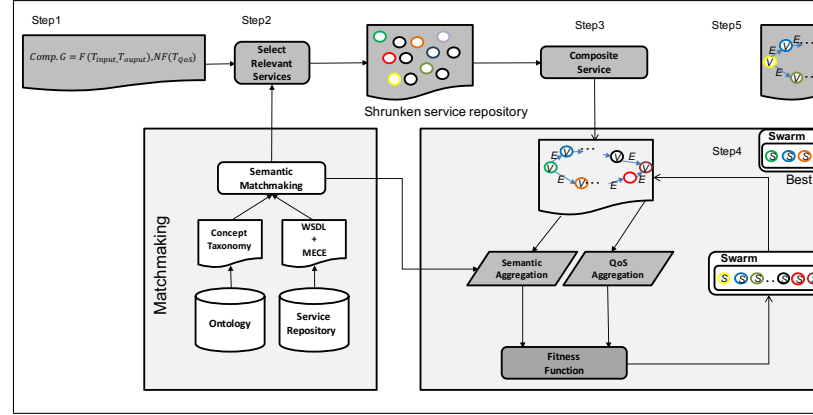 Step1
Step2
Step3
Step5
Comp.G = F(T_input,T_ouput),NF(T_QoS)
Select
Relevant
Services
Composite
Service
E V E...
V
E V...
Shrunken service repository
Matchmaking
Semantic
Matchmaking
Concept
Taxonomy
WSDL
+
MECE
Ontology
Service
Repository
Step4
E V ... V E
V V
E V ... E
Swarm
S S S
Best
Semantic
Aggregation
QoS
Aggregation
Swarm
S S S .. S S S
Fitness
Function